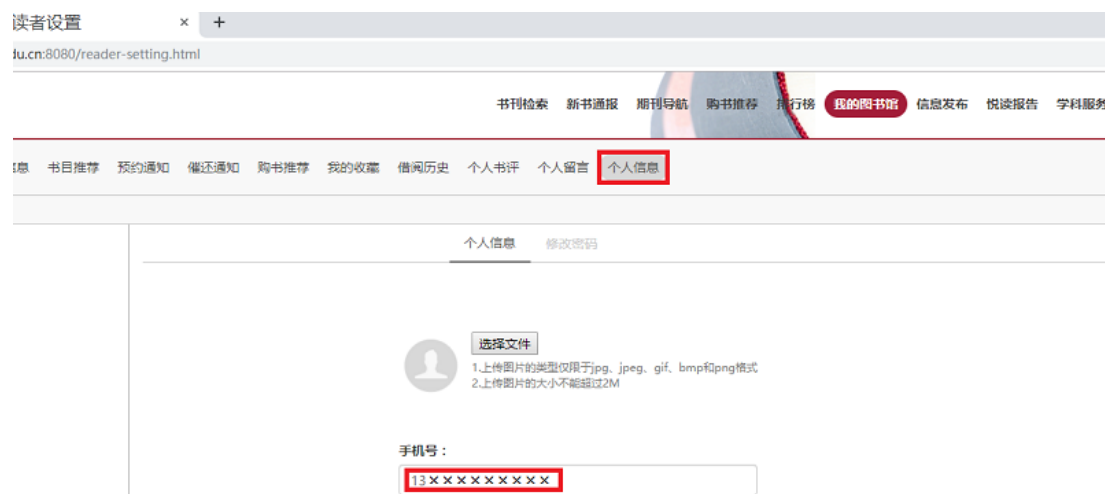 读者设置 × +
du.cn:8080/reader-setting.html
书刊检索 新书通报 期刊导航 购书推荐 排行榜 我的图书馆 信息发布 悦读报告 学科服务
信息 书目推荐 预约通知 催还通知 购书推荐 我的收藏 借阅历史 个人书评 个人留言 个人信息
个人信息 修改密码
选择文件
1.上传图片的类型仅限于jpg、jpeg、gif、bmp和png格式
2.上传图片的大小不能超过2M
手机号：
13×××××××××